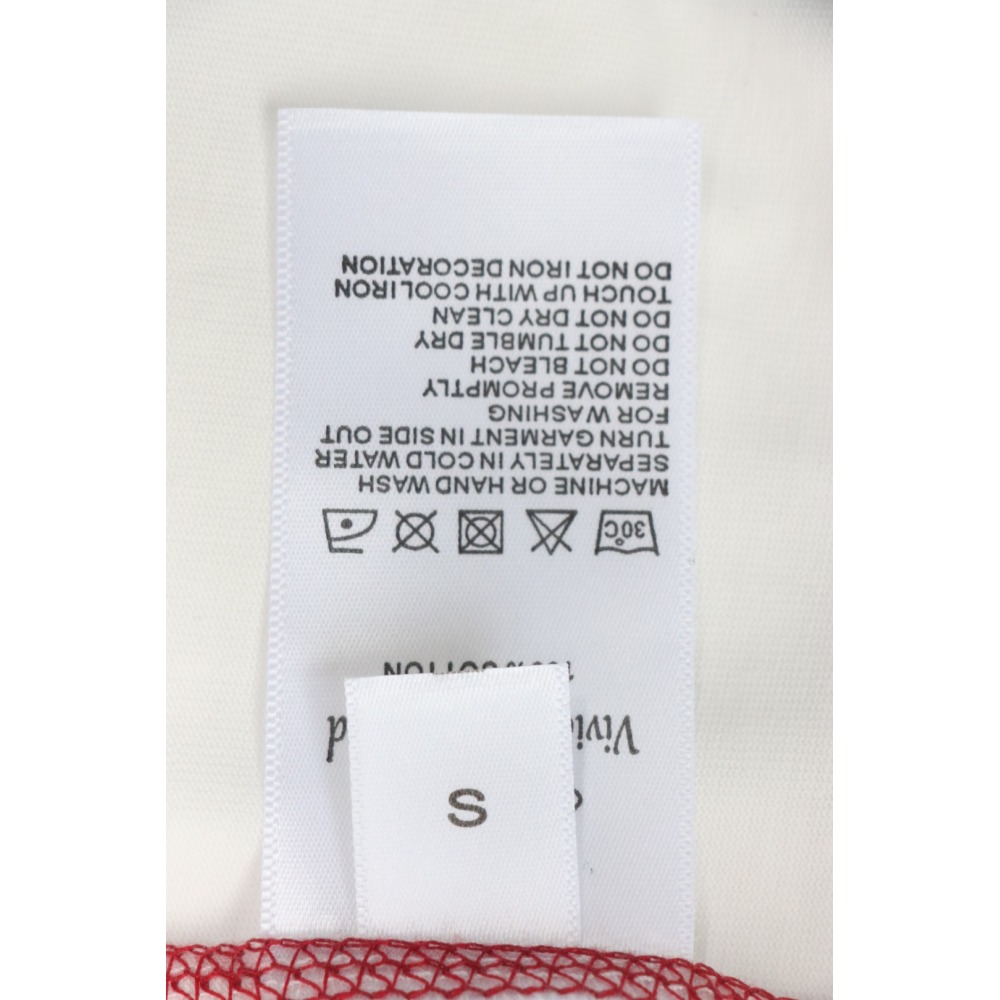 S
COTTON
30°C
MACHINE OR HAND WASH
SEPARATELY IN COLD WATER
TURN GARMENT IN SIDE OUT
FOR WASHING
REMOVE PROMPTLY
DO NOT BLEACH
DO NOT TUMBLE DRY
DO NOT DRY CLEAN
TOUCH UP WITH COOL IRON
DO NOT IRON DECORATION